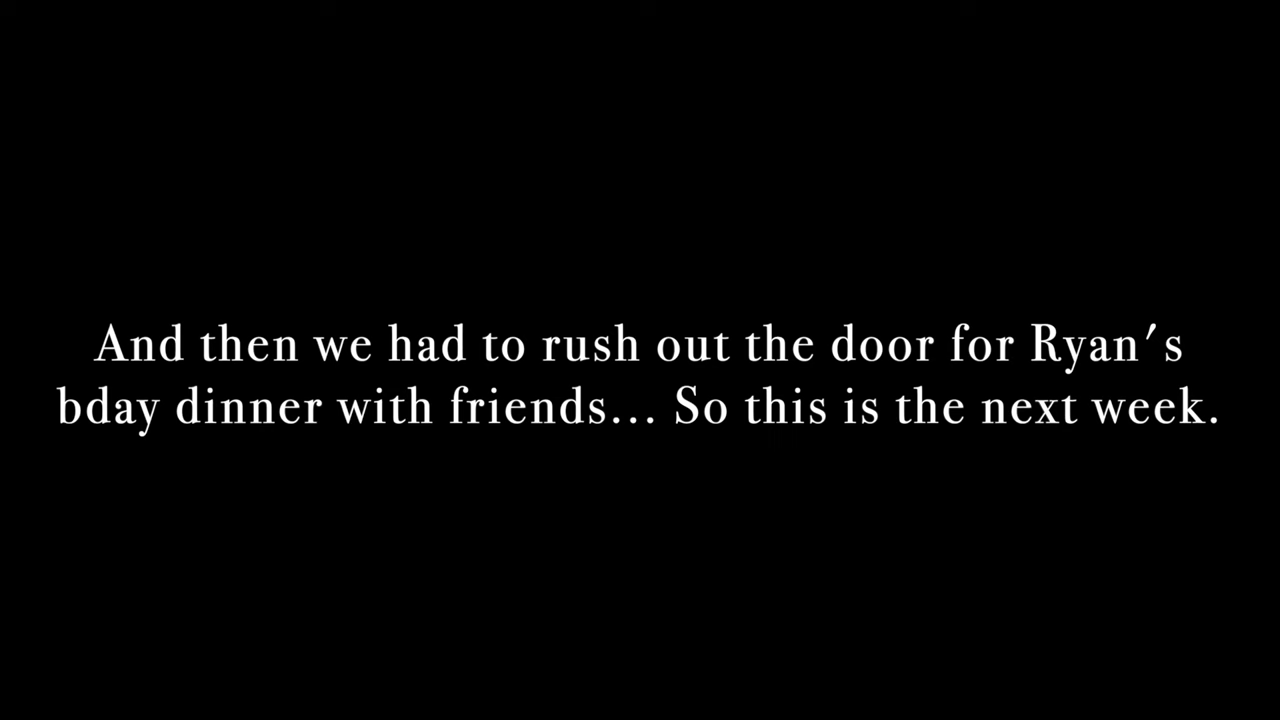 And then we had to rush out the door for Ryan's
bday dinner with friends... So this is the next week.